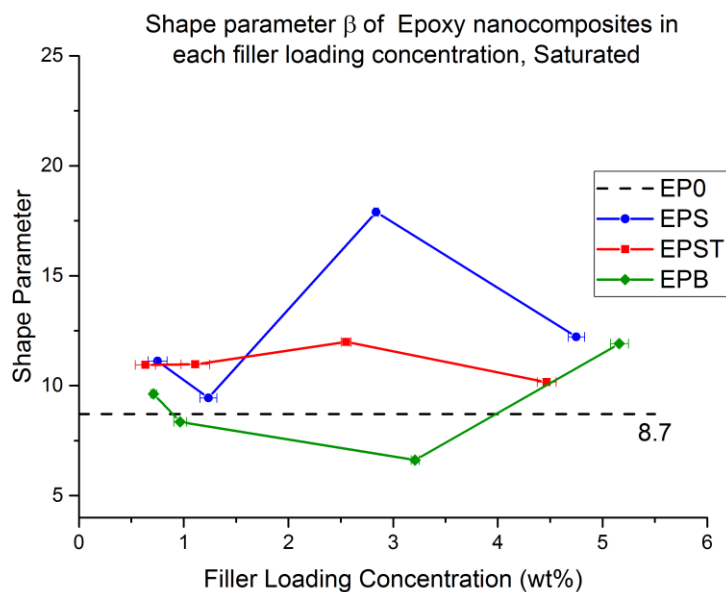 Shape parameter β of Epoxy nanocomposites in
each filler loading concentration, Saturated
25
20
15
10
5
Shape Parameter
EP0
EPS
EPST
EPB
8.7
0 1 2 3 4 5 6
Filler Loading Concentration (wt%)